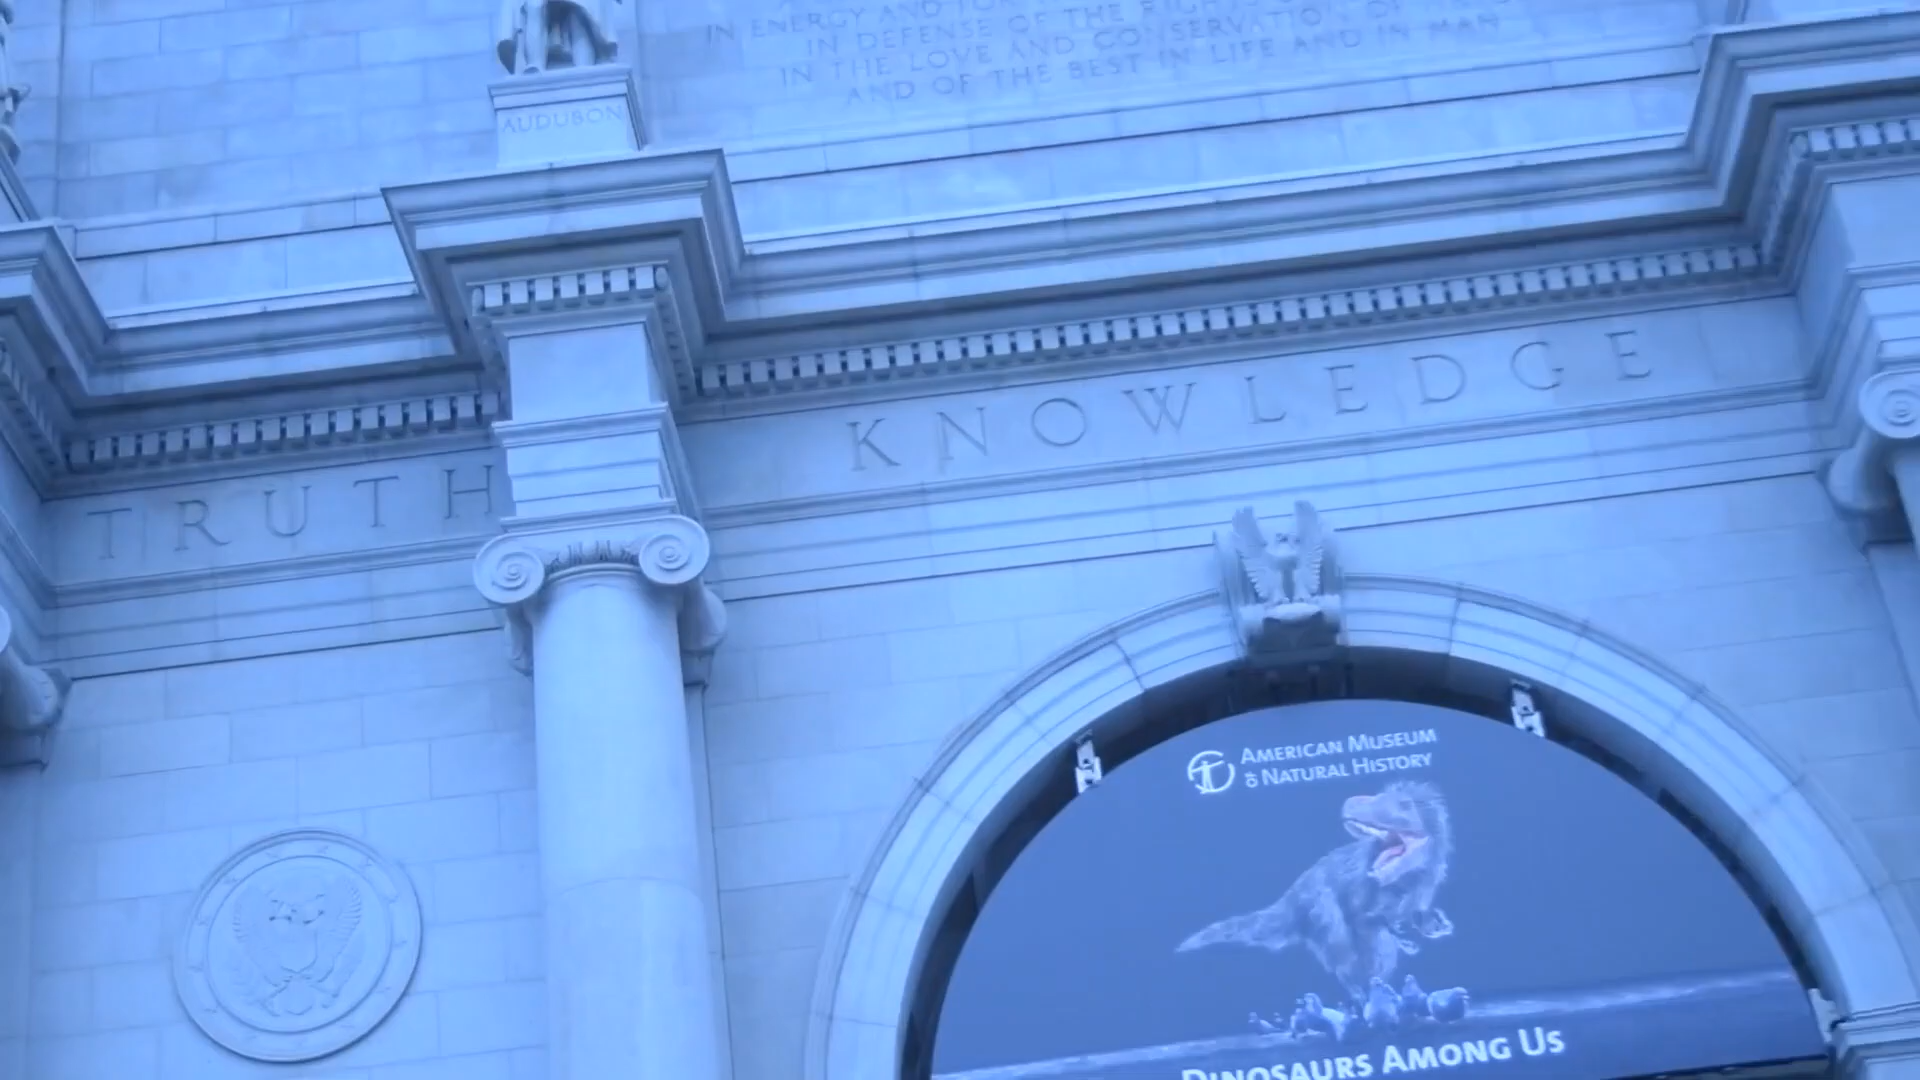 IN ENERGY AND
IN DEFENSE OF THE RIGHTS
IN THE LOVE AND CONSERVATION OF
AND OF THE BEST IN LIFE AND IN MAN
AUDUBON
TRUTH
KNOWLEDGE
AMERICAN MUSEUM
ö NATURAL HISTORY
DINOSAURS AMONG US